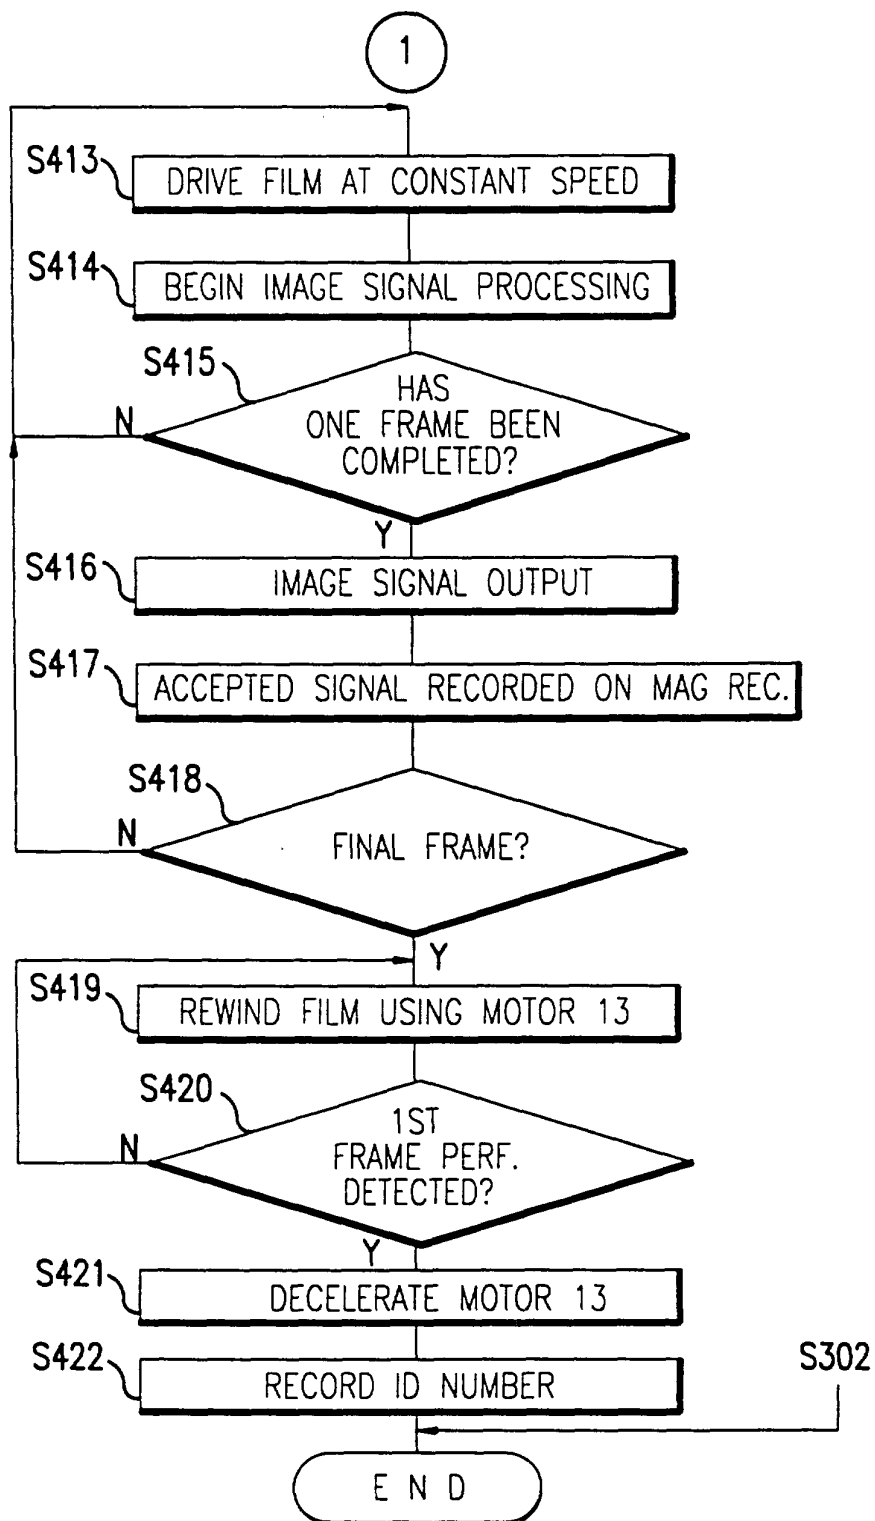 1
S413
DRIVE FILM AT CONSTANT SPEED
S414
BEGIN IMAGE SIGNAL PROCESSING
S415
HAS
ONE FRAME BEEN
COMPLETED?
N
Y
S416
IMAGE SIGNAL OUTPUT
S417
ACCEPTED SIGNAL RECORDED ON MAG REC.
S418
FINAL FRAME?
N
Y
S419
REWIND FILM USING MOTOR 13
S420
1ST
FRAME PERF.
DETECTED?
N
Y
S421
DECELERATE MOTOR 13
S422
RECORD ID NUMBER
S302
END